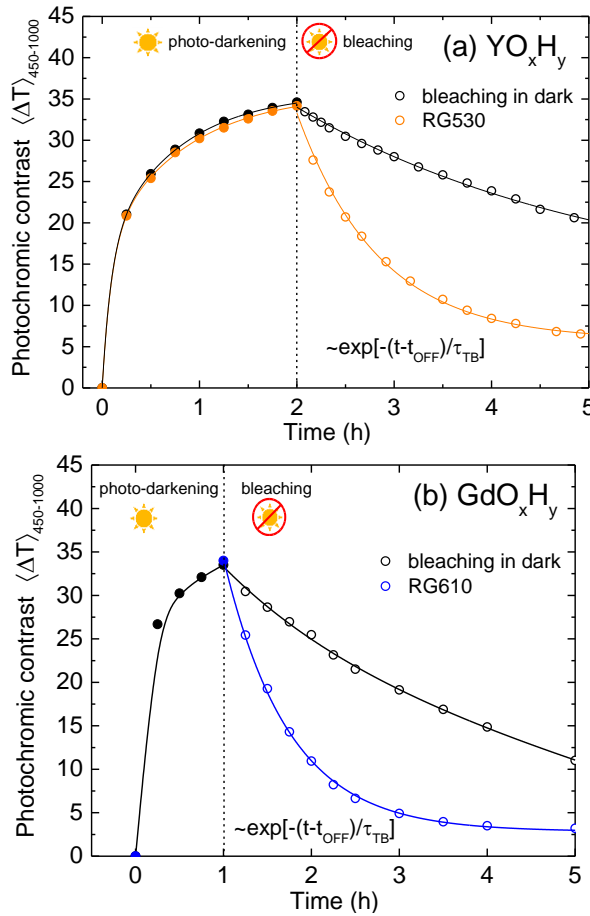 photo-darkening
bleaching
(a) YOxHy
bleaching in dark
RG530
~exp[-(t-tOFF)/τTB]
Photochromic contrast ⟨ΔT⟩450-1000
45
40
35
30
25
20
15
10
5
0
0 1 2 3 4 5
Time (h)
photo-darkening
bleaching
(b) GdOxHy
bleaching in dark
RG610
~exp[-(t-tOFF)/τTB]
Photochromic contrast ⟨ΔT⟩450-1000
45
40
35
30
25
20
15
10
5
0
0 1 2 3 4 5
Time (h)